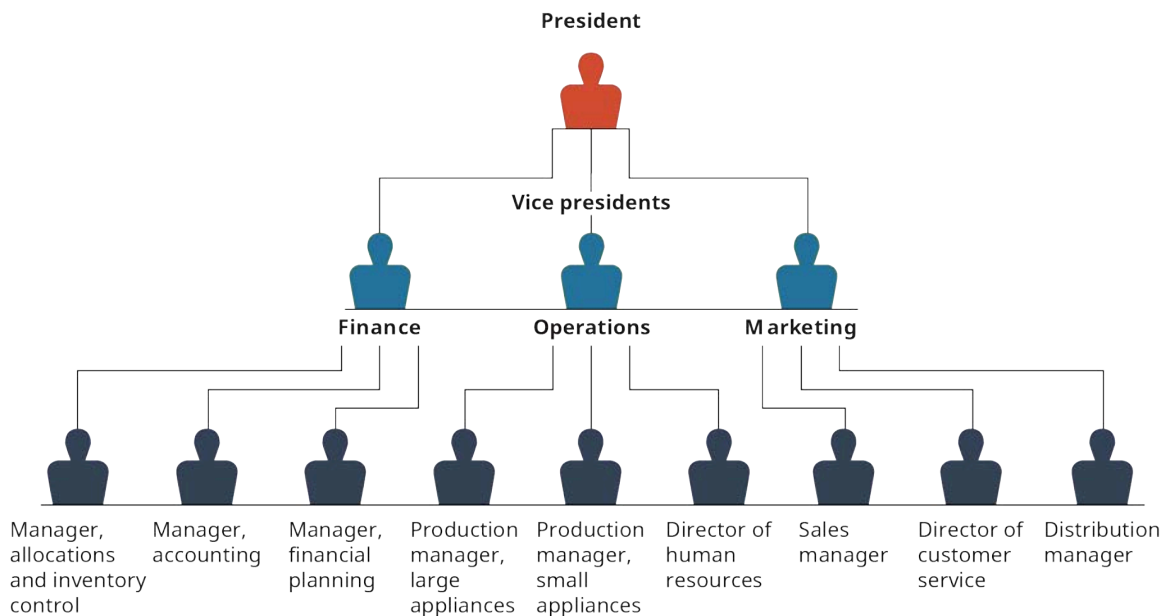 President
Vice presidents
Finance
Operations
Marketing
Manager,
allocations
and inventory
control
Manager,
accounting
Manager,
financial
planning
Production
manager,
large
appliances
Production
manager,
small
appliances
Director of
human
resources
Sales
manager
Director of
customer
service
Distribution
manager